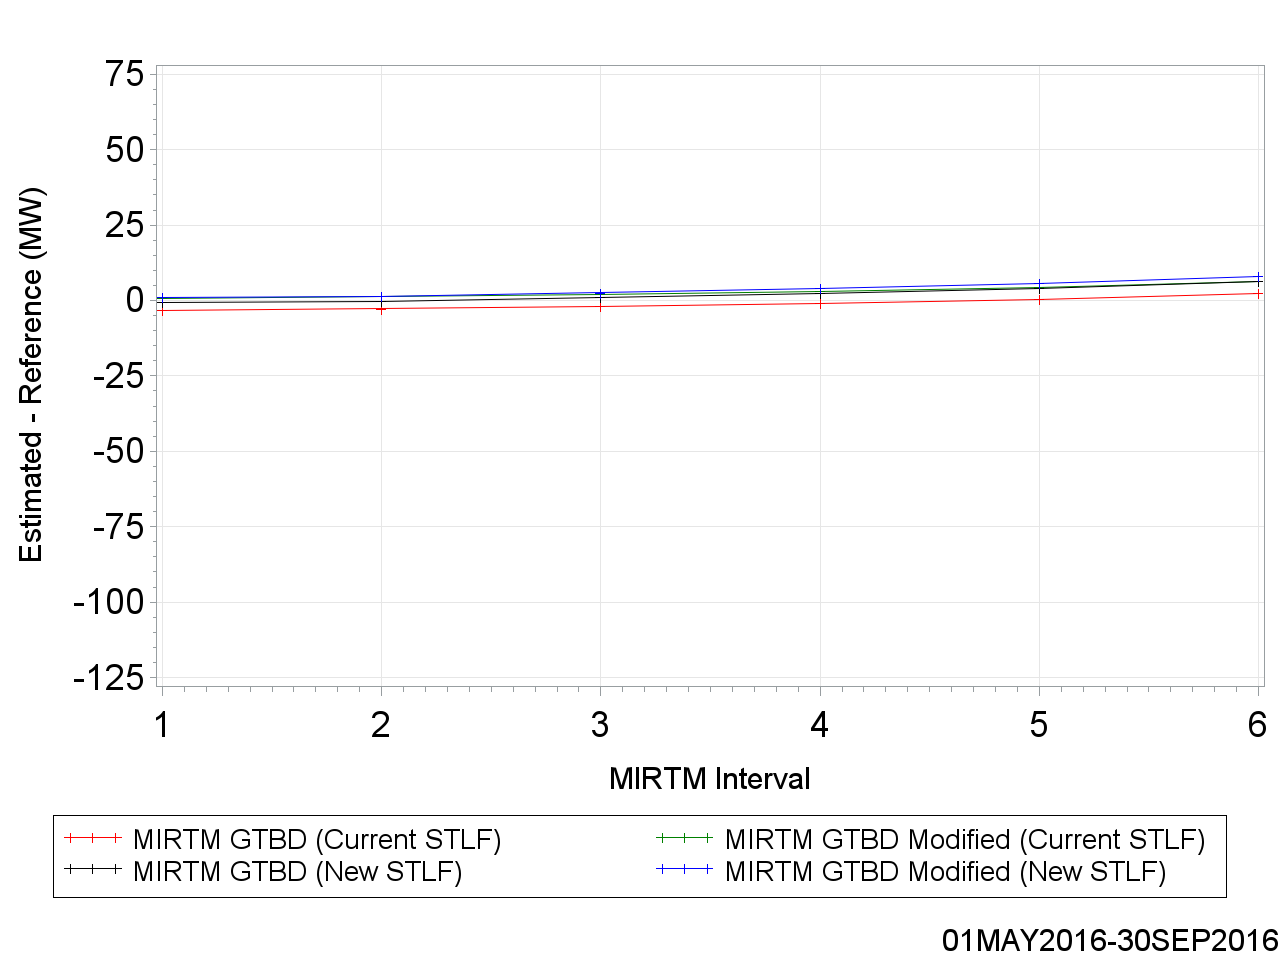 75
50
25
0
-25
-50
-75
-100
-125
Estimated - Reference (MW)
1 2 3 4 5 6
MIRTM Interval
MIRTM GTBD (Current STLF) MIRTM GTBD Modified (Current STLF)
MIRTM GTBD (New STLF) MIRTM GTBD Modified (New STLF)
01MAY2016-30SEP2016